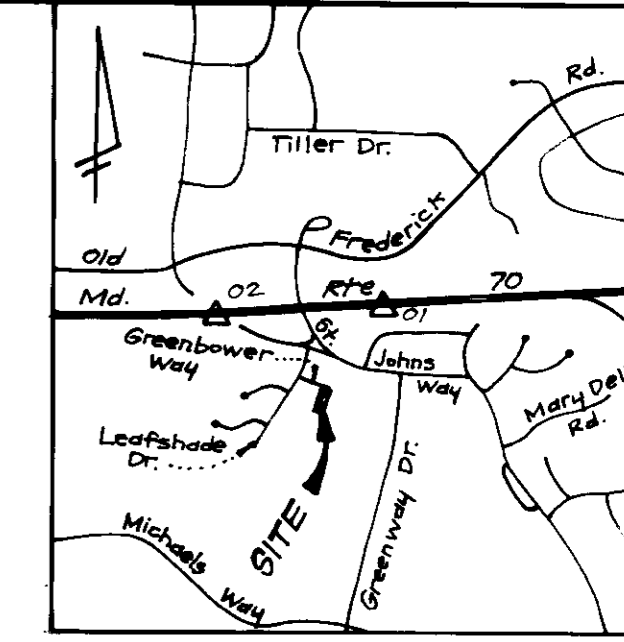 Rd.
Tiller Dr.
Old Frederick
Md. Rte 70
02
01
Greenbower
Way
St. Johns
Way
Mary Dell
Rd.
Leafshade
Dr.
SITE
Greenway Dr.
Michaels
Way